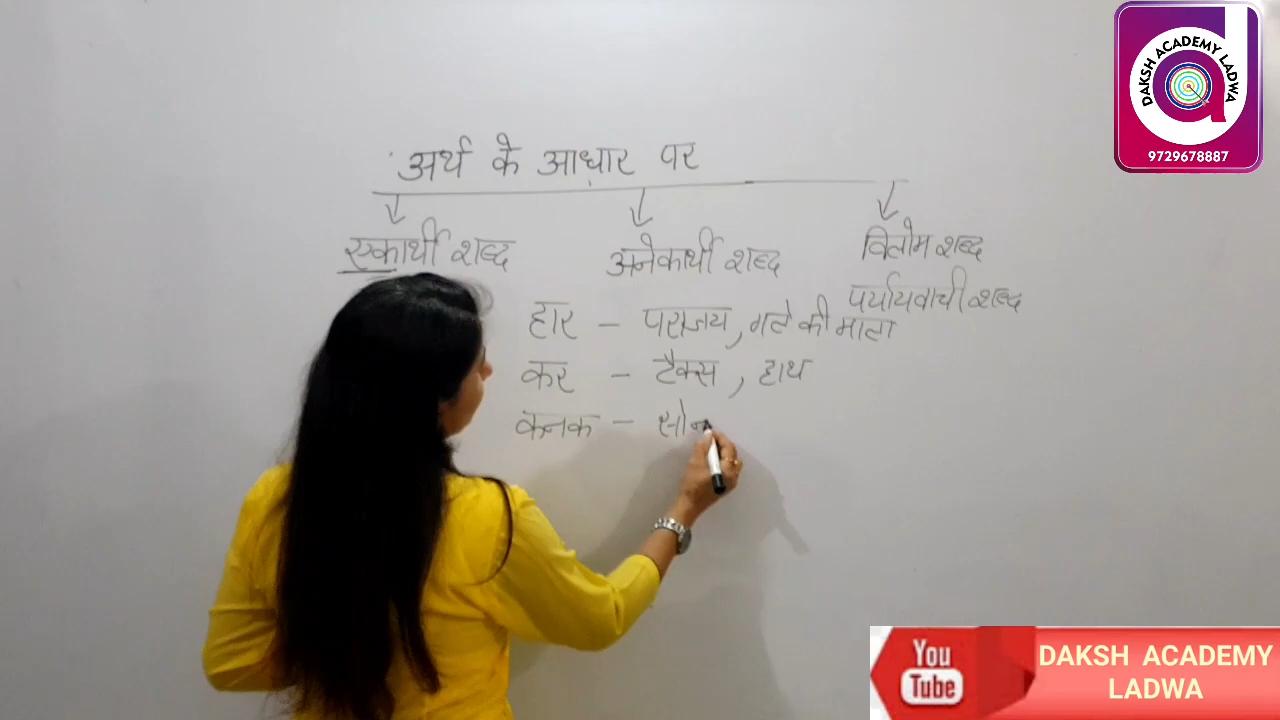 अर्थ के आधार पर
एकार्थी शब्द
अनेकार्थी शब्द
विलोम शब्द
पर्यायवाची शब्द
हार - पराजय, गले की माला
कर - टैक्स, हाथ
कनक - सोन
DAKSH ACADEMY LADWA
9729678887
You
Tube
DAKSH ACADEMY
LADWA